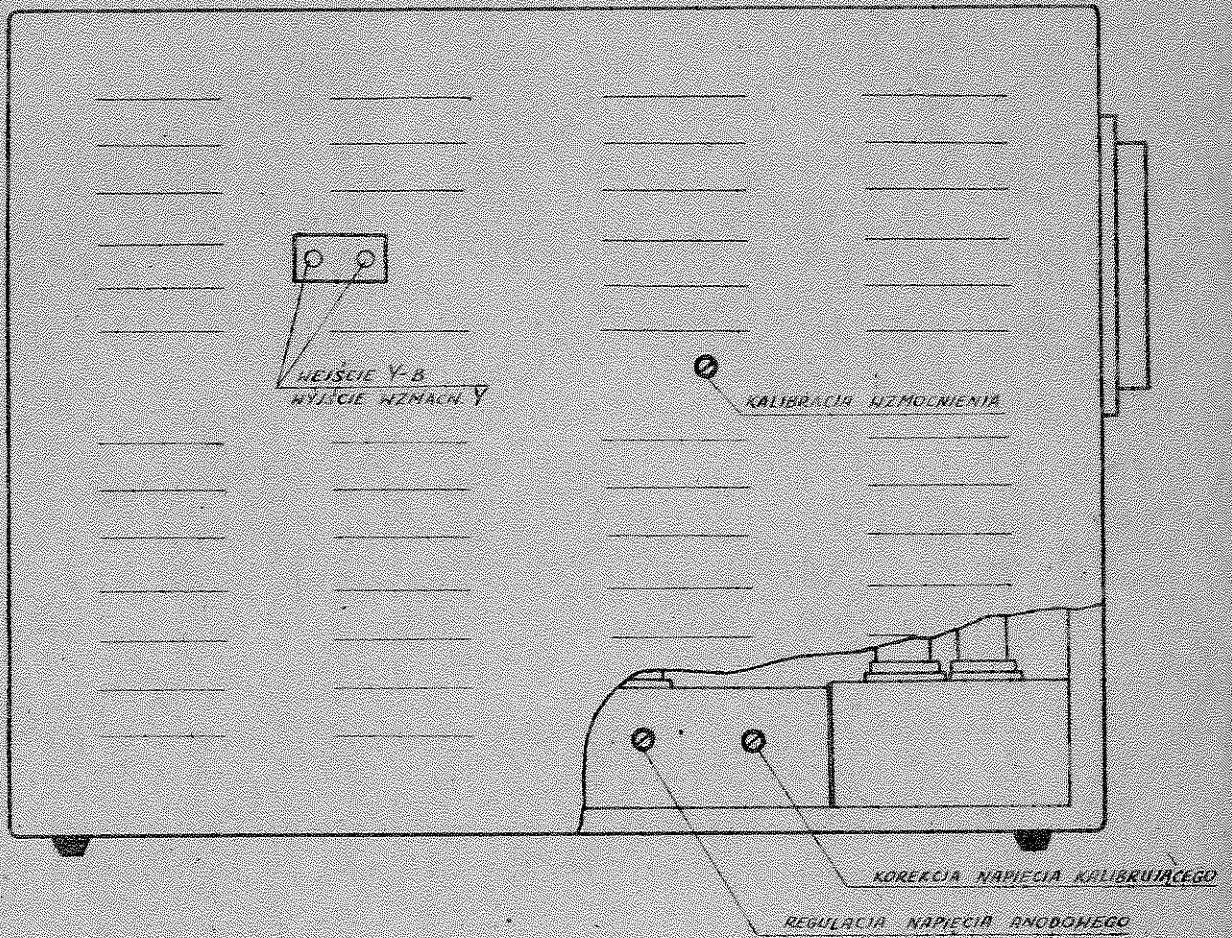 WEJŚCIE Y-B
WYJŚCIE WZMACN. Y
KALIBRACJA WZMOCNIENIA
KOREKCJA NAPIĘCIA KALIBRUJĄCEGO
REGULACJA NAPIĘCIA ANODOWEGO